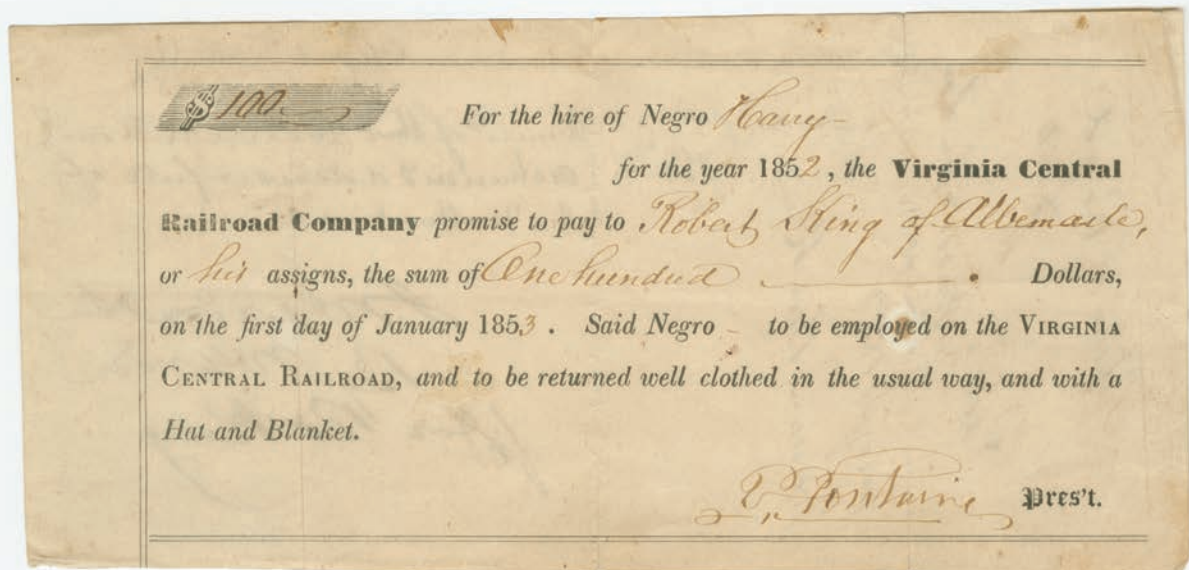 $ 100.
For the hire of Negro Harry
for the year 1852, the Virginia Central
Railroad Company promise to pay to Robert King of Albemarle,
or his assigns, the sum of One hundred Dollars,
on the first day of January 1853. Said Negro to be employed on the VIRGINIA
CENTRAL RAILROAD, and to be returned well clothed in the usual way, and with a
Hat and Blanket.
Fontaine Pres't.